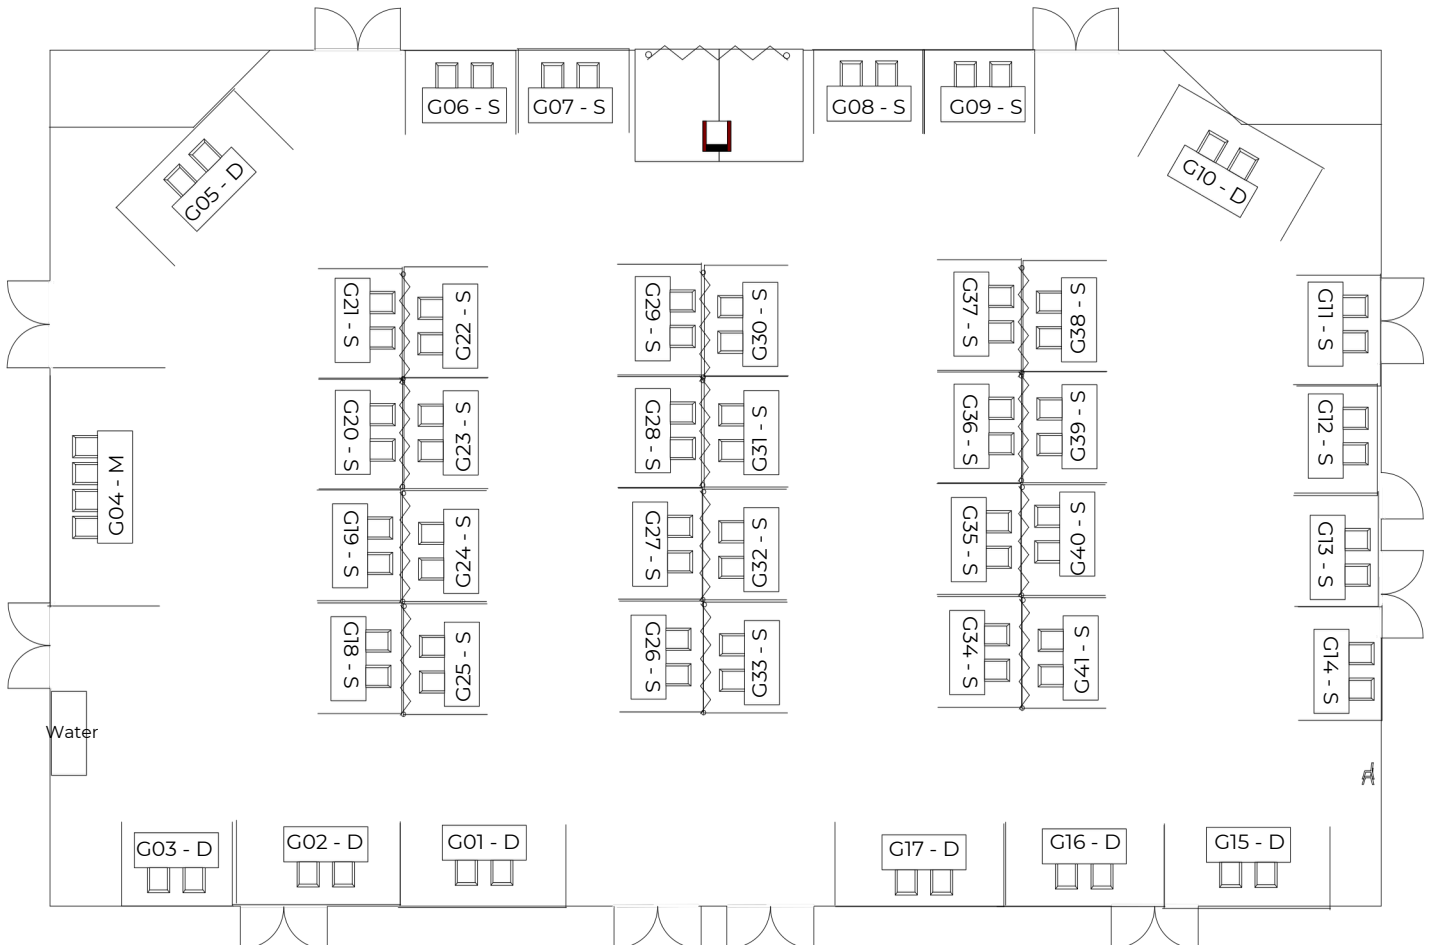 G06 - S
G07 - S
G08 - S
G09 - S
G05 - D
G10 - D
G21 - S
G22 - S
G29 - S
G30 - S
G37 - S
G38 - S
G11 - S
G20 - S
G23 - S
G28 - S
G31 - S
G36 - S
G39 - S
G12 - S
G04 - M
G19 - S
G24 - S
G27 - S
G32 - S
G35 - S
G40 - S
G13 - S
G18 - S
G25 - S
G26 - S
G33 - S
G34 - S
G41 - S
G14 - S
Water
G03 - D
G02 - D
G01 - D
G17 - D
G16 - D
G15 - D